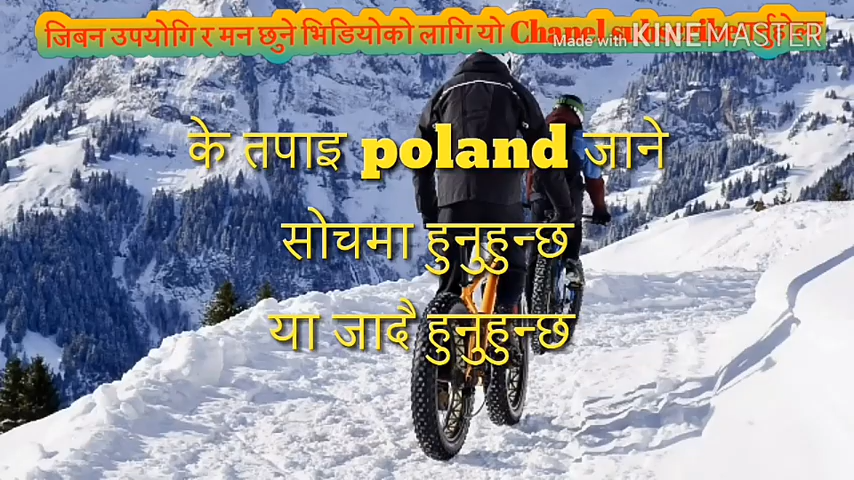 जिबन उपयोगि र मन छुने भिडियोको लागि यो Chanel
Made with KINEMASTER
के तपाइ poland जाने
सोचमा हुनुहुन्छ
या जादै हुनुहुन्छ